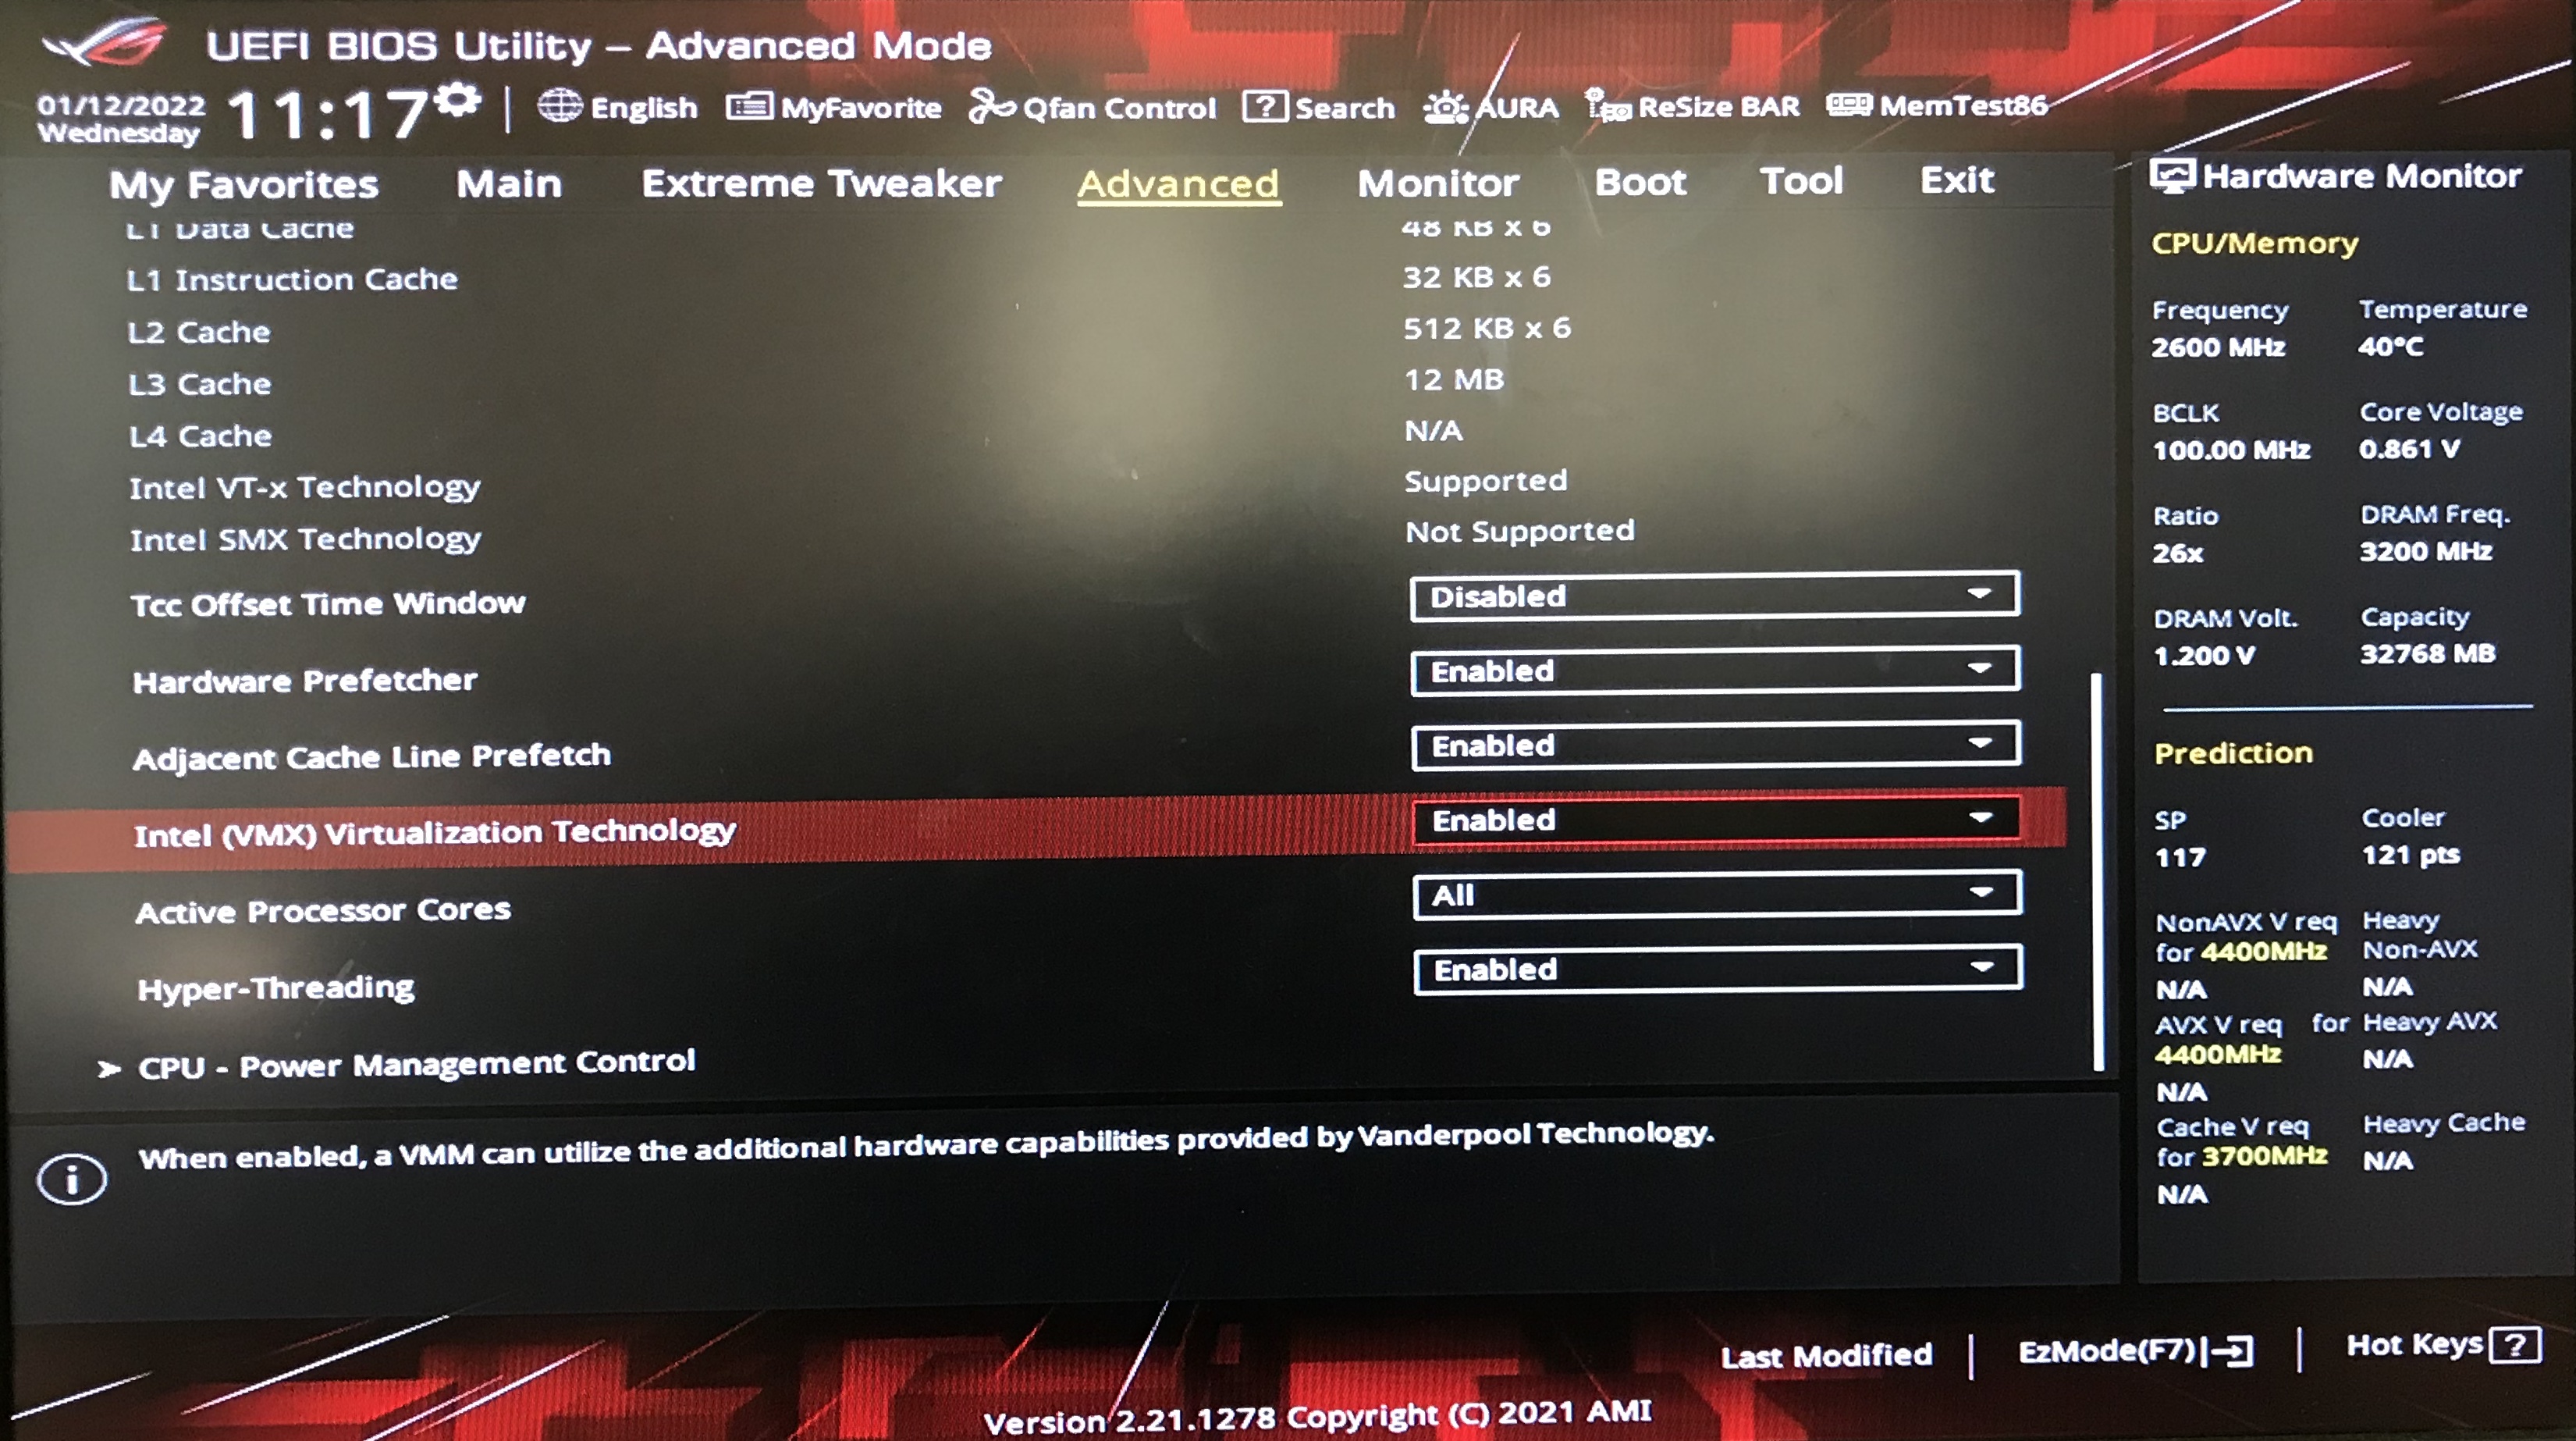 UEFI BIOS Utility – Advanced Mode
01/12/2022
Wednesday
11:17
English
MyFavorite
Qfan Control
? Search
AURA
ReSize BAR
MemTest86
My Favorites
Main
Extreme Tweaker
Advanced
Monitor
Boot
Tool
Exit
L1 Data Cache 48 KB x 6
L1 Instruction Cache 32 KB x 6
L2 Cache 512 KB x 6
L3 Cache 12 MB
L4 Cache N/A
Intel VT-x Technology Supported
Intel SMX Technology Not Supported
Tcc Offset Time Window Disabled
Hardware Prefetcher Enabled
Adjacent Cache Line Prefetch Enabled
Intel (VMX) Virtualization Technology Enabled
Active Processor Cores All
Hyper-Threading Enabled
CPU - Power Management Control
When enabled, a VMM can utilize the additional hardware capabilities provided by Vanderpool Technology.
Hardware Monitor
CPU/Memory
Frequency Temperature
2600 MHz 40°C
BCLK Core Voltage
100.00 MHz 0.861 V
Ratio DRAM Freq.
26x 3200 MHz
DRAM Volt. Capacity
1.200 V 32768 MB
Prediction
SP Cooler
117 121 pts
NonAVX V req Heavy
for 4400MHz Non-AVX
N/A N/A
AVX V req for Heavy AVX
4400MHz N/A
N/A
Cache V req Heavy Cache
for 3700MHz N/A
N/A
Last Modified
EzMode(F7)
Hot Keys ?
Version 2.21.1278 Copyright (C) 2021 AMI